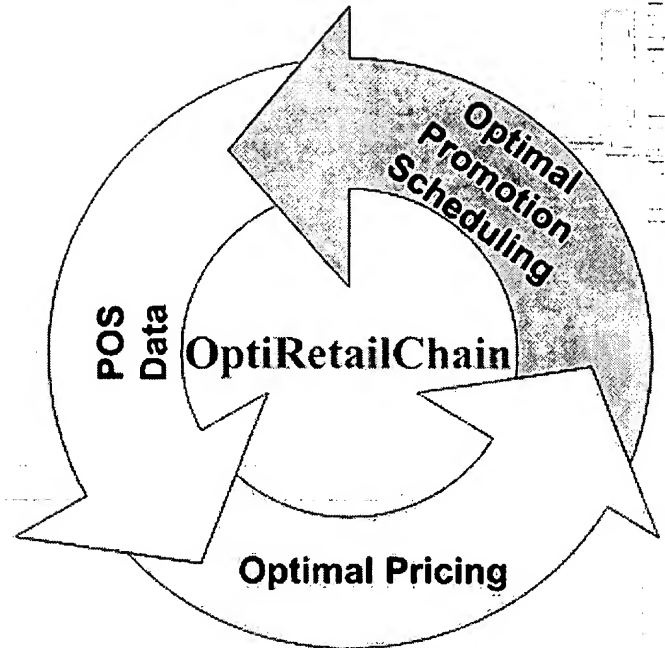 Optimal
Promotion
Scheduling
POS
Data
OptiRetailChain
Optimal Pricing